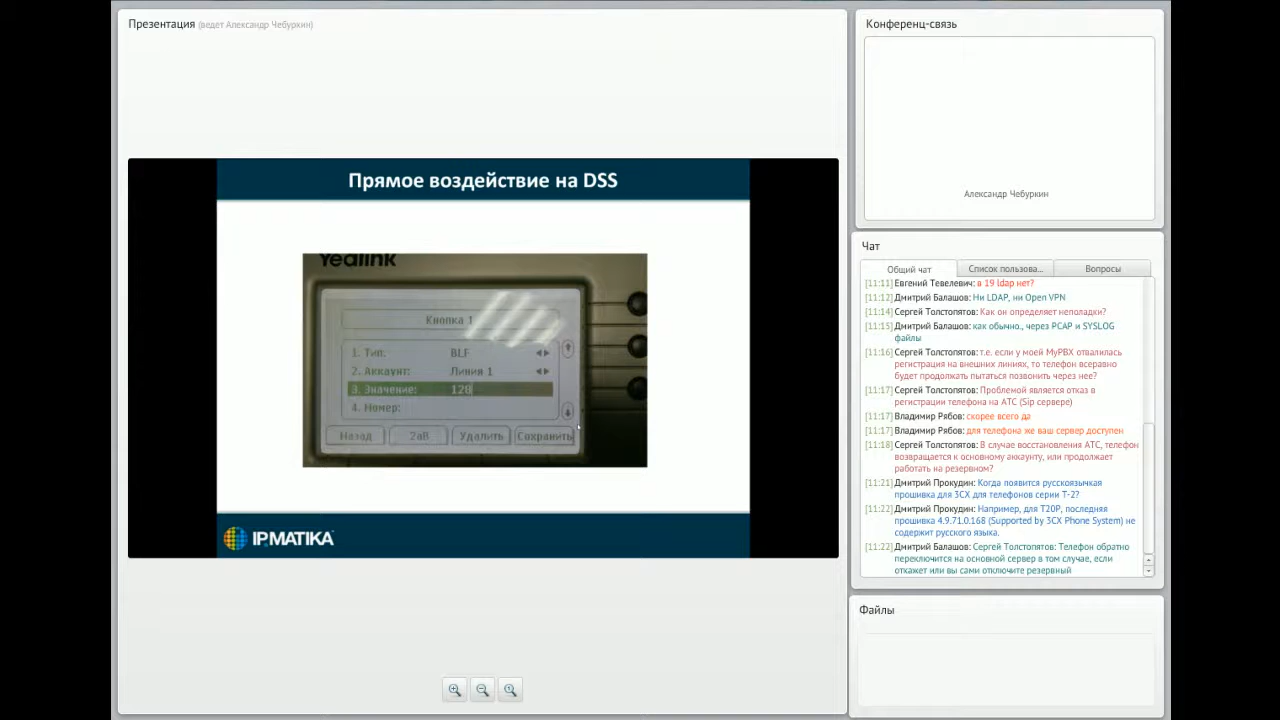 Презентация (ведет Александр Чебуркин)
Прямое воздействие на DSS
Yealink
Кнопка 1
1. Тип: BLF
2. Аккаунт: Линия 1
3. Значение: 128
4. Номер:
Назад 2aB Удалить Сохранить
IPMATIKA
Конференц-связь
Александр Чебуркин
Чат
Общий чат Список пользова... Вопросы
[11:11] Евгений Тевелевич: в 19 ldap нет?
[11:12] Дмитрий Балашов: Ни LDAP, ни Open VPN
[11:14] Сергей Толстопятов: Как он определяет неполадки?
[11:15] Дмитрий Балашов: как обычно., через PCAP и SYSLOG
файлы
[11:16] Сергей Толстопятов: т.е. если у моей MyPBX отвалилась
регистрация на внешних линиях, то телефон всеравно
будет продолжать пытаться позвонить через нее?
[11:17] Сергей Толстопятов: Проблемой является отказ в
регистрации телефона на АТС (Sip сервере)
[11:17] Владимир Рябов: скорее всего да
[11:17] Владимир Рябов: для телефона же ваш сервер доступен
[11:18] Сергей Толстопятов: В случае восстановления АТС, телефон
возвращается к основному аккаунту, или продолжает
работать на резервном?
[11:21] Дмитрий Прокудин: Когда появится русскоязычкая
прошивка для 3CX для телефонов серии Т-2?
[11:22] Дмитрий Прокудин: Например, для T20P, последняя
прошивка 4.9.71.0.168 (Supported by 3CX Phone System) не
содержит русского языка.
[11:22] Дмитрий Балашов: Сергей Толстопятов: Телефон обратно
переключится на основной сервер в том случае, если
откажет или вы сами отключите резервный
Файлы